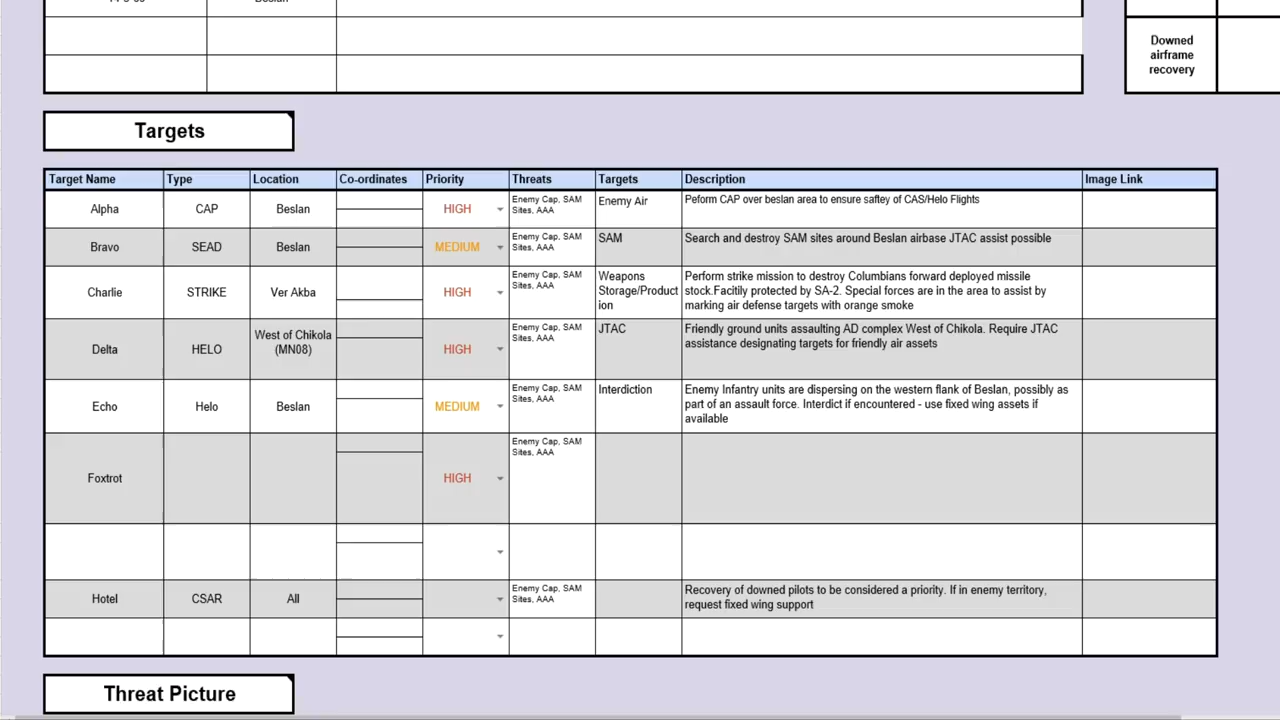 Beslan
Downed
airframe
recovery
Targets
Target Name Type Location Co-ordinates Priority Threats Targets Description Image Link
Alpha CAP Beslan HIGH Enemy Cap, SAM Sites, AAA Enemy Air Peform CAP over beslan area to ensure saftey of CAS/Helo Flights
Bravo SEAD Beslan MEDIUM Enemy Cap, SAM Sites, AAA SAM Search and destroy SAM sites around Beslan airbase JTAC assist possible
Charlie STRIKE Ver Akba HIGH Enemy Cap, SAM Sites, AAA
Weapons
Storage/Product
ion
Perform strike mission to destroy Columbians forward deployed missile
stock.Facitily protected by SA-2. Special forces are in the area to assist by
marking air defense targets with orange smoke
Delta HELO
West of Chikola
(MN08)
HIGH Enemy Cap, SAM Sites, AAA JTAC
Friendly ground units assaulting AD complex West of Chikola. Require JTAC
assistance designating targets for friendly air assets
Echo Helo Beslan MEDIUM Enemy Cap, SAM Sites, AAA Interdiction
Enemy Infantry units are dispersing on the western flank of Beslan, possibly as
part of an assault force. Interdict if encountered - use fixed wing assets if
available
Foxtrot HIGH Enemy Cap, SAM Sites, AAA
Hotel CSAR All Enemy Cap, SAM Sites, AAA
Recovery of downed pilots to be considered a priority. If in enemy territory,
request fixed wing support
Threat Picture